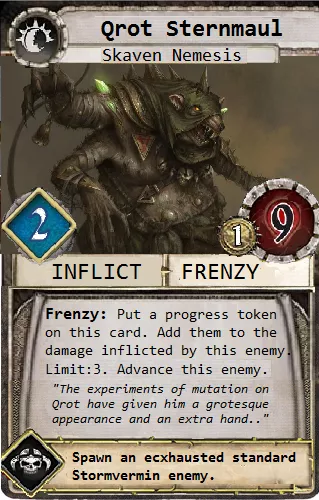 Qrot Sternmaul
Skaven Nemesis
2
1
9
INFLICT FRENZY
Frenzy: Put a progress token
on this card. Add them to the
damage inflicted by this enemy.
Limit:3. Advance this enemy.
"The experiments of mutation on
Qrot have given him a grotesque
appearance and an extra hand.."
Spawn an ecxhausted standard
Stormvermin enemy.